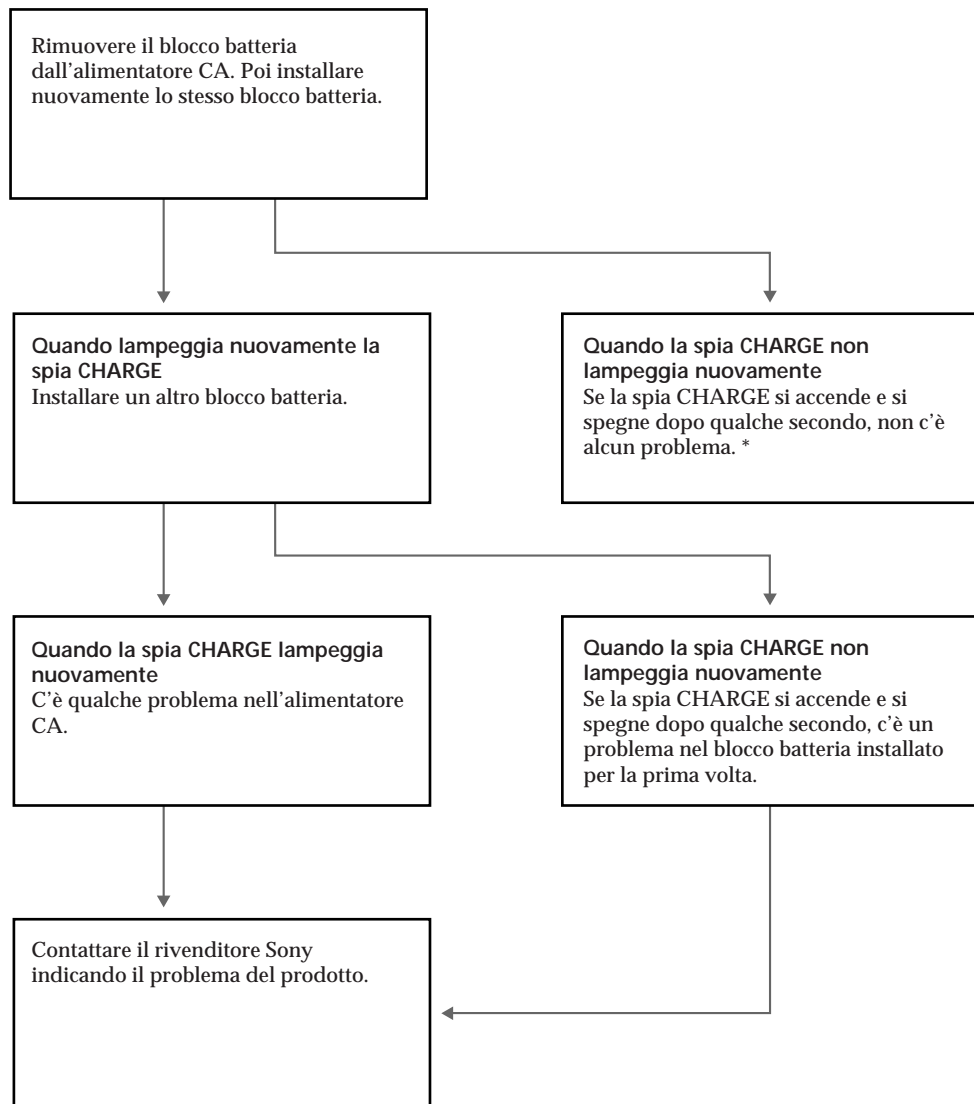 Rimuovere il blocco batteria
dall'alimentatore CA. Poi installare
nuovamente lo stesso blocco batteria.
Quando lampeggia nuovamente la
spia CHARGE
Installare un altro blocco batteria.
Quando la spia CHARGE non
lampeggia nuovamente
Se la spia CHARGE si accende e si
spegne dopo qualche secondo, non c'è
alcun problema. *
Quando la spia CHARGE lampeggia
nuovamente
C'è qualche problema nell'alimentatore
CA.
Quando la spia CHARGE non
lampeggia nuovamente
Se la spia CHARGE si accende e si
spegne dopo qualche secondo, c'è un
problema nel blocco batteria installato
per la prima volta.
Contattare il rivenditore Sony
indicando il problema del prodotto.